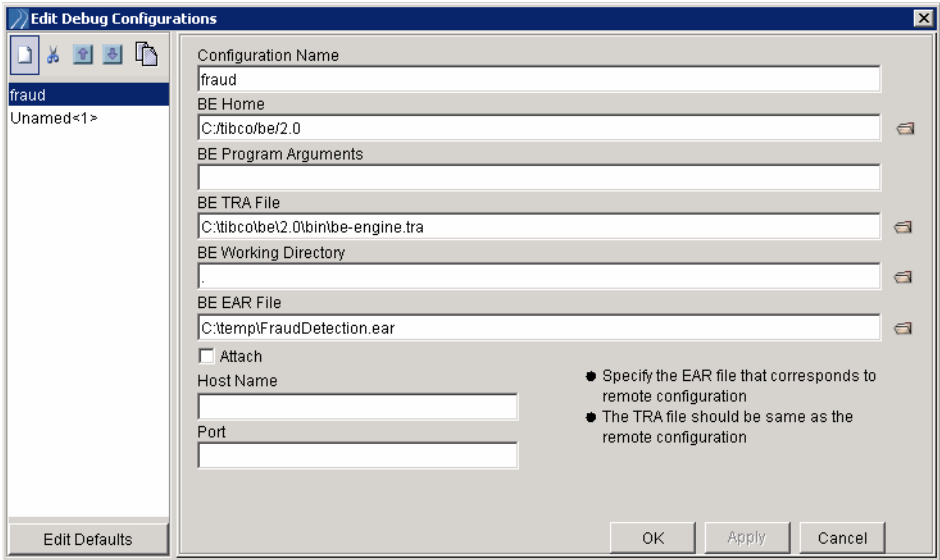 Edit Debug Configurations
fraud
Unamed<1>
Edit Defaults
Configuration Name
fraud
BE Home
C:/tibco/be/2.0
BE Program Arguments
BE TRA File
C:\tibco\be\2.0\bin\be-engine.tra
BE Working Directory
.
BE EAR File
C:\temp\FraudDetection.ear
Attach
Host Name
Port
● Specify the EAR file that corresponds to
remote configuration
● The TRA file should be same as the
remote configuration
OK
Apply
Cancel